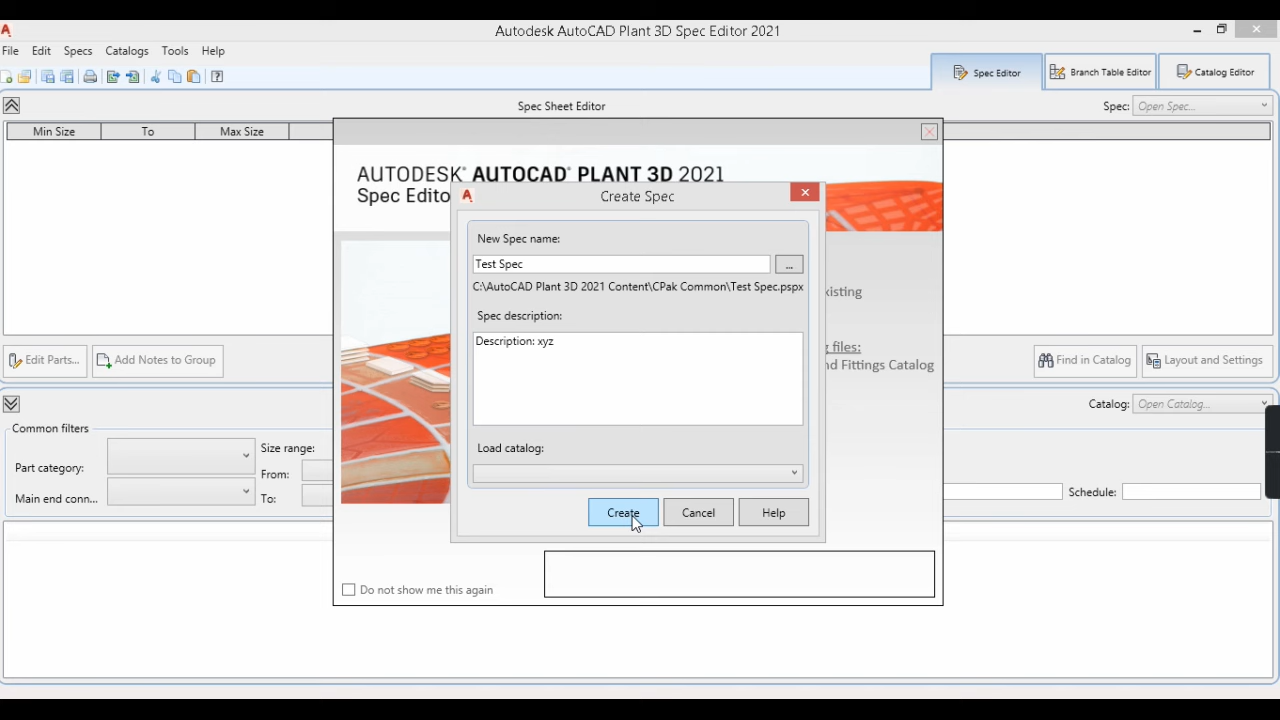 Autodesk AutoCAD Plant 3D Spec Editor 2021
File Edit Specs Catalogs Tools Help
Spec Editor Branch Table Editor Catalog Editor
Spec Sheet Editor Spec: Open Spec...
Min Size To Max Size
AUTODESK® AUTOCAD® PLANT 3D 2021
Spec Edito
Create Spec
New Spec name:
Test Spec ...
C:\AutoCAD Plant 3D 2021 Content\CPak Common\Test Spec.pspx
xisting
Spec description:
Description: xyz
g files:
nd Fittings Catalog
Edit Parts... Add Notes to Group Find in Catalog Layout and Settings
Catalog: Open Catalog...
Common filters
Load catalog:
Size range:
Part category: From:
Main end conn... To: Schedule:
Create Cancel Help
Do not show me this again